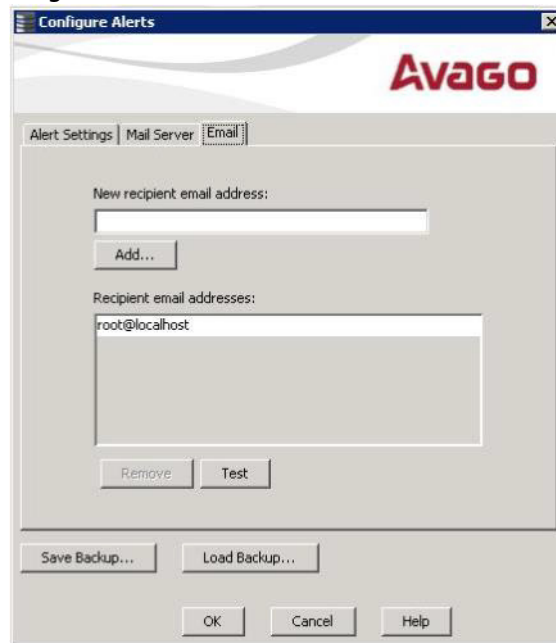 Configure Alerts
Avago
Alert Settings Mail Server Email
New recipient email address:
Add...
Recipient email addresses:
root@localhost
Remove Test
Save Backup... Load Backup...
OK Cancel Help